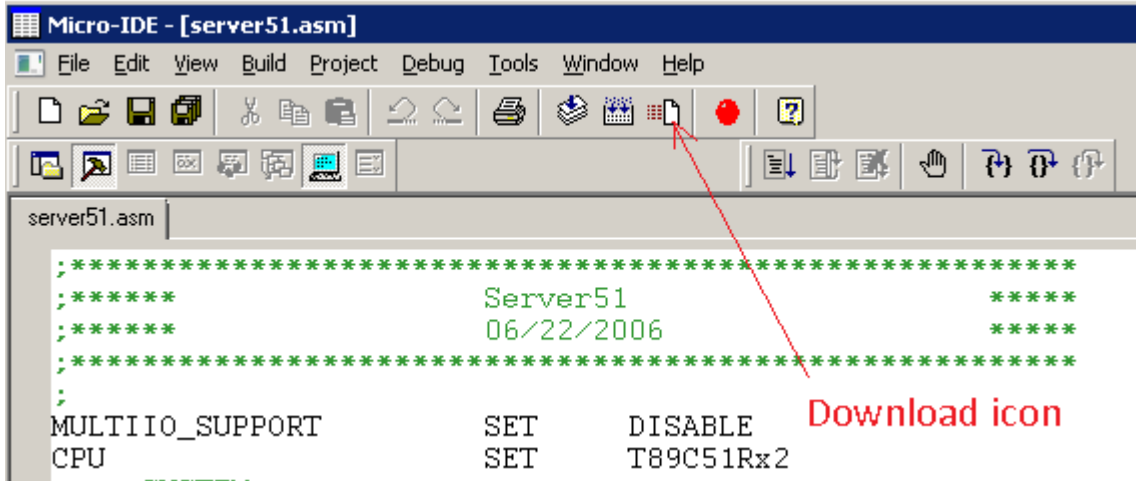 Micro-IDE - [server51.asm]
File Edit View Build Project Debug Tools Window Help
server51.asm
;********************************************************
;****** Server51 *****
;****** 06/22/2006 *****
;********************************************************
;
MULTIIO_SUPPORT SET DISABLE
CPU SET T89C51Rx2
Download icon